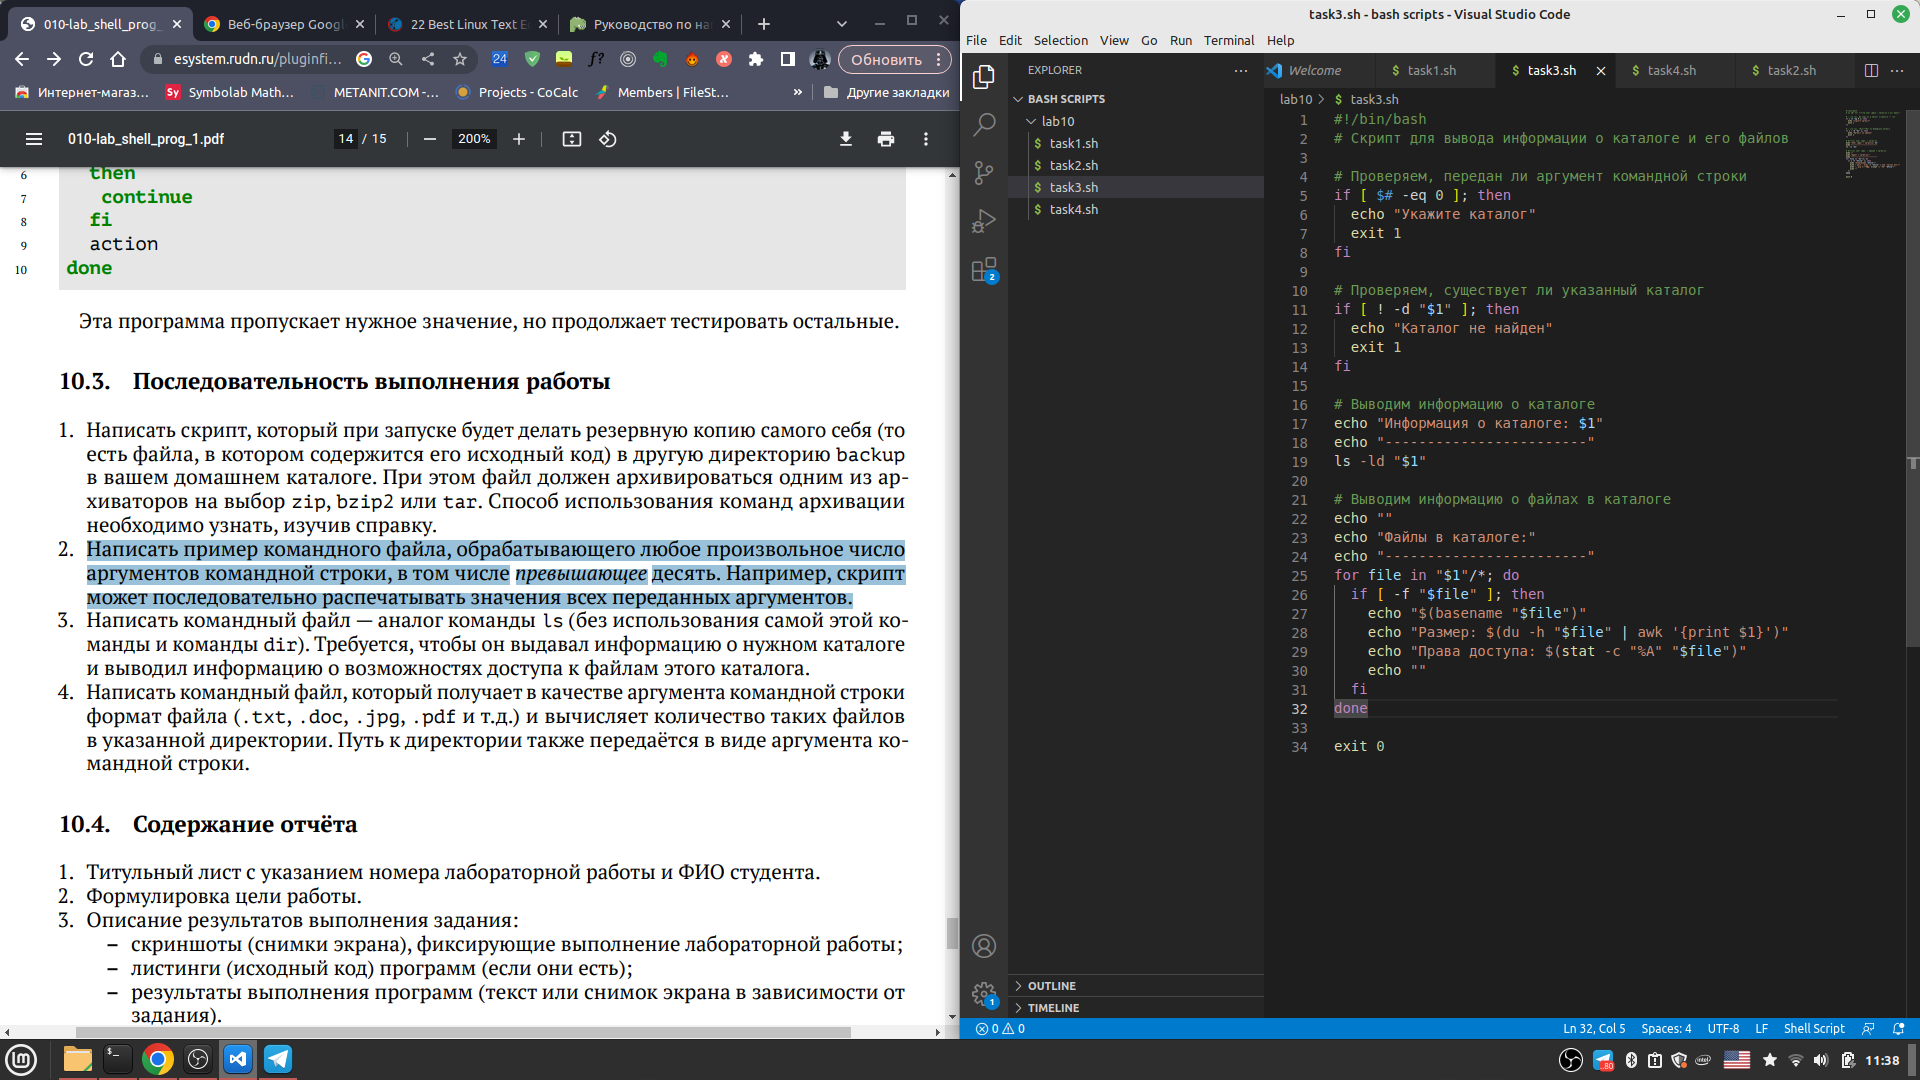 010-lab_shell_prog_
Веб-браузер Googl
22 Best Linux Text E
Руководство по на
esystem.rudn.ru/pluginfi...
Обновить
Интернет-магаз...
Symbolab Math...
METANIT.COM -...
Projects - CoCalc
Members | FileSt...
»
Другие закладки
010-lab_shell_prog_1.pdf
14 / 15
200%
6 then
7 continue
8 fi
9 action
10 done
Эта программа пропускает нужное значение, но продолжает тестировать остальные.
10.3. Последовательность выполнения работы
1. Написать скрипт, который при запуске будет делать резервную копию самого себя (то
есть файла, в котором содержится его исходный код) в другую директорию backup
в вашем домашнем каталоге. При этом файл должен архивироваться одним из ар-
хиваторов на выбор zip, bzip2 или tar. Способ использования команд архивации
необходимо узнать, изучив справку.
2. Написать пример командного файла, обрабатывающего любое произвольное число
аргументов командной строки, в том числе превышающее десять. Например, скрипт
может последовательно распечатывать значения всех переданных аргументов.
3. Написать командный файл — аналог команды ls (без использования самой этой ко-
манды и команды dir). Требуется, чтобы он выдавал информацию о нужном каталоге
и выводил информацию о возможностях доступа к файлам этого каталога.
4. Написать командный файл, который получает в качестве аргумента командной строки
формат файла (.txt, .doc, .jpg, .pdf и т.д.) и вычисляет количество таких файлов
в указанной директории. Путь к директории также передаётся в виде аргумента ко-
мандной строки.
10.4. Содержание отчёта
1. Титульный лист с указанием номера лабораторной работы и ФИО студента.
2. Формулировка цели работы.
3. Описание результатов выполнения задания:
– скриншоты (снимки экрана), фиксирующие выполнение лабораторной работы;
– листинги (исходный код) программ (если они есть);
– результаты выполнения программ (текст или снимок экрана в зависимости от
задания).
task3.sh - bash scripts - Visual Studio Code
File Edit Selection View Go Run Terminal Help
EXPLORER
BASH SCRIPTS
lab10
$ task1.sh
$ task2.sh
$ task3.sh
$ task4.sh
OUTLINE
TIMELINE
2
1
Welcome
$ task1.sh
$ task3.sh
$ task4.sh
$ task2.sh
lab10 > $ task3.sh
1 #!/bin/bash
2 # Скрипт для вывода информации о каталоге и его файлов
3
4 # Проверяем, передан ли аргумент командной строки
5 if [ $# -eq 0 ]; then
6 echo "Укажите каталог"
7 exit 1
8 fi
9
10 # Проверяем, существует ли указанный каталог
11 if [ ! -d "$1" ]; then
12 echo "Каталог не найден"
13 exit 1
14 fi
15
16 # Выводим информацию о каталоге
17 echo "Информация о каталоге: $1"
18 echo "------------------------"
19 ls -ld "$1"
20
21 # Выводим информацию о файлах в каталоге
22 echo ""
23 echo "Файлы в каталоге:"
24 echo "------------------------"
25 for file in "$1"/*; do
26 if [ -f "$file" ]; then
27 echo "$(basename "$file")"
28 echo "Размер: $(du -h "$file" | awk '{print $1}')"
29 echo "Права доступа: $(stat -c "%A" "$file")"
30 echo ""
31 fi
32 done
33
34 exit 0
0 0
Ln 32, Col 5 Spaces: 4 UTF-8 LF Shell Script
11:38